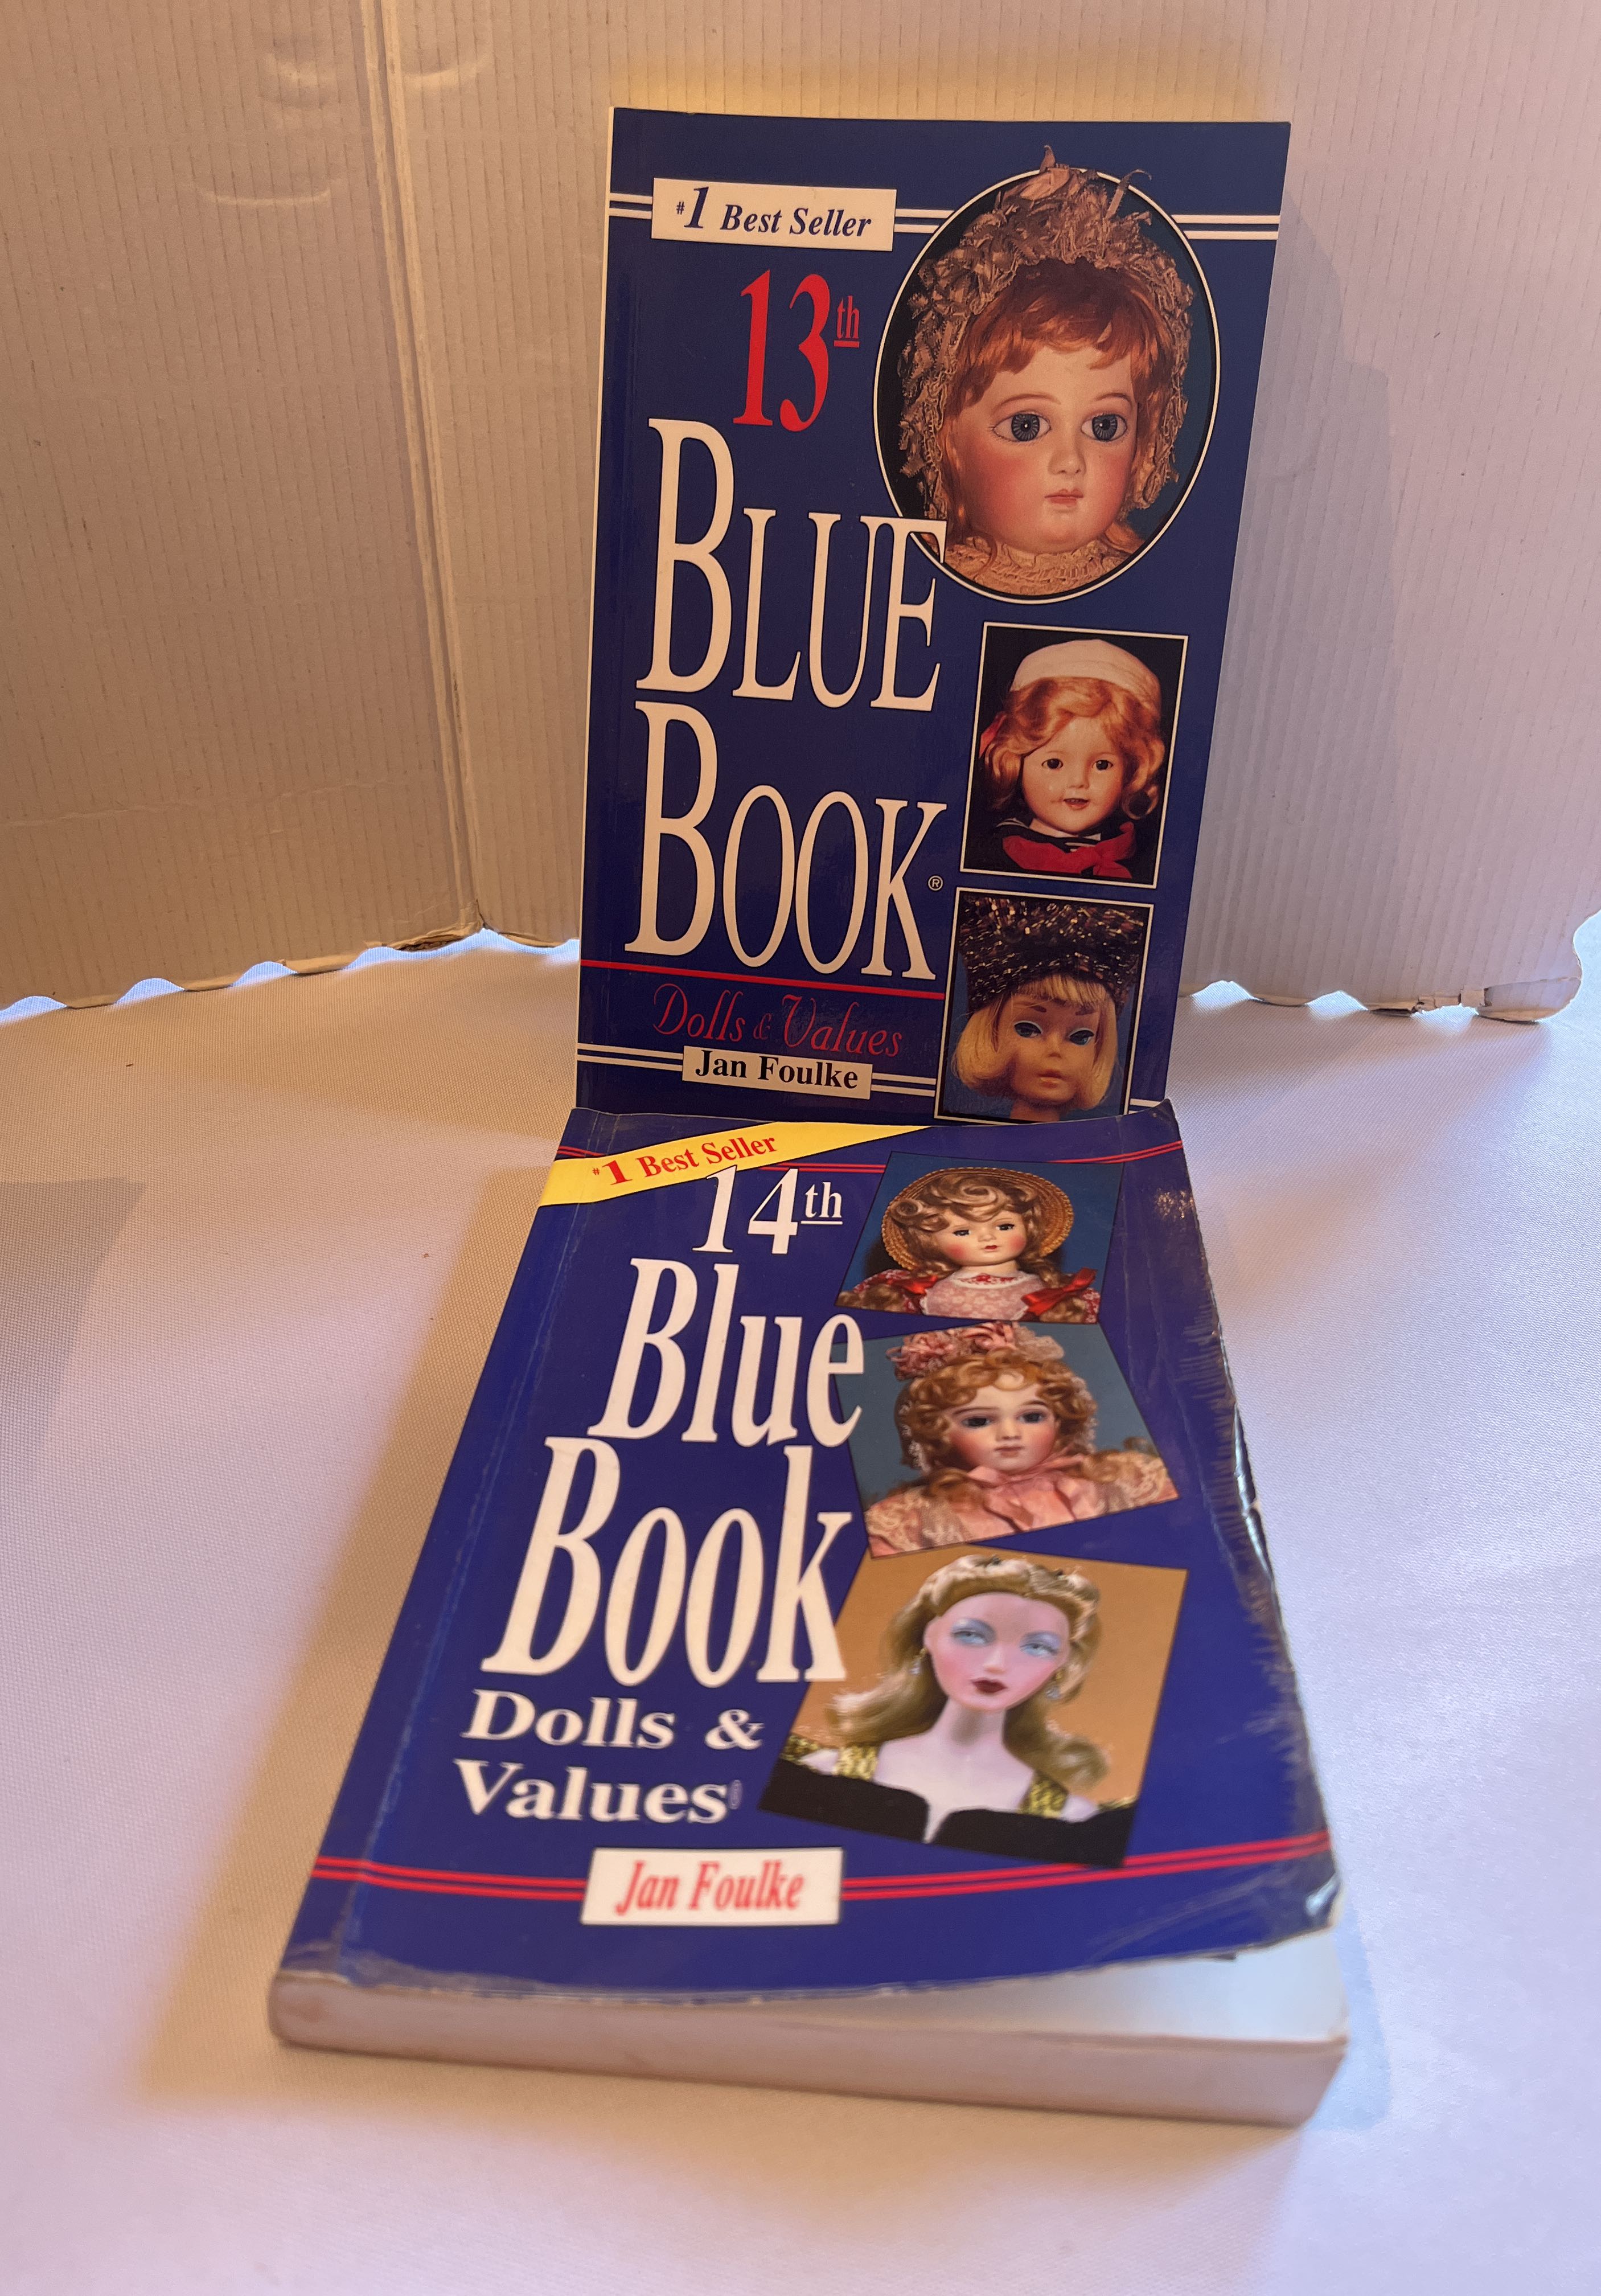 #1 Best Seller
13th
BLUE
BOOK®
Dolls & Values
Jan Foulke
#1 Best Seller
14th
Blue
Book
Dolls &
Values®
Jan Foulke